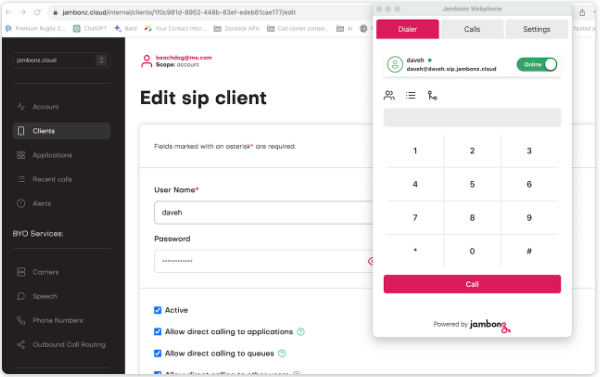 jambonz.cloud/internal/clients/1f0c981d-8952-448b-83ef-edeb81cae177/edit
Premium Rugby C...
ChatGPT
Bard
Your Contact Infor...
Zendesk APIs
Call center compe...
AI
jambonz.cloud
Account
Clients
Applications
Recent calls
Alerts
BYO Services:
Carriers
Speech
Phone Numbers
Outbound Call Routing
beachdog@ms.com
Scope: account
Edit sip client
Fields marked with an asterisk* are required.
User Name*
daveh
Password
Active
Allow direct calling to applications
Allow direct calling to queues
Allow direct calling to other users
Jambonz Webphone
Dialer
Calls
Settings
daveh
daveh@daveh.sip.jambonz.cloud
Online
1 2 3
4 5 6
7 8 9
* 0 #
Call
Powered by jambonz